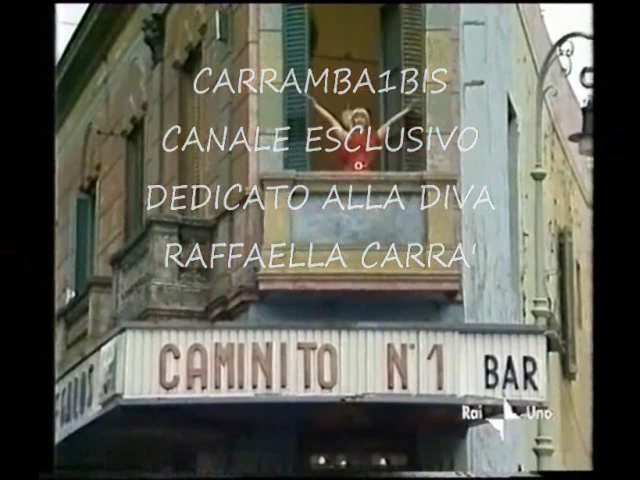 CARRAMBA1BIS
CANALE ESCLUSIVO
DEDICATO ALLA DIVA
RAFFAELLA CARRA'
CAMINITO N°1 BAR
Rai Uno